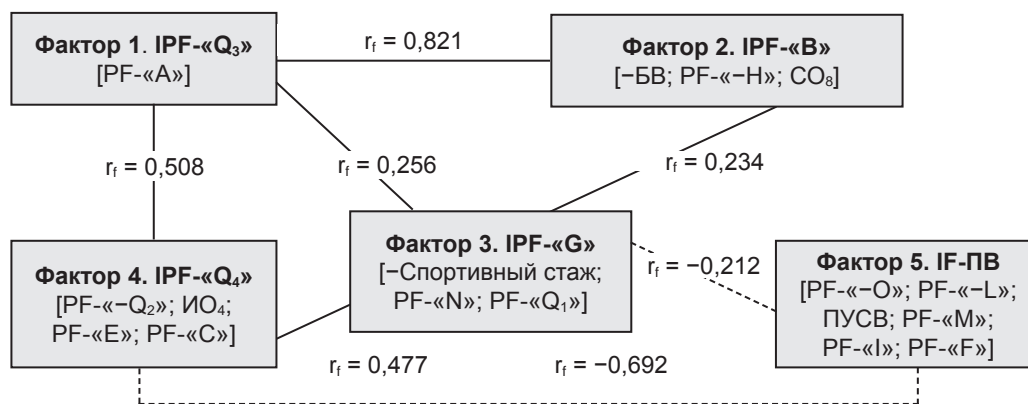 Фактор 1. IPF-«Q₃»
[PF-«A»]
r_f = 0,821
Фактор 2. IPF-«B»
[−БВ; PF-«−H»; CO₈]
r_f = 0,508
r_f = 0,256
r_f = 0,234
Фактор 4. IPF-«Q₄»
[PF-«−Q₂»; ИО₄;
PF-«E»; PF-«C»]
Фактор 3. IPF-«G»
[−Спортивный стаж;
PF-«N»; PF-«Q₁»]
r_f = −0,212
Фактор 5. IF-ПВ
[PF-«−O»; PF-«−L»;
ПУСВ; PF-«M»;
PF-«I»; PF-«F»]
r_f = 0,477
r_f = −0,692